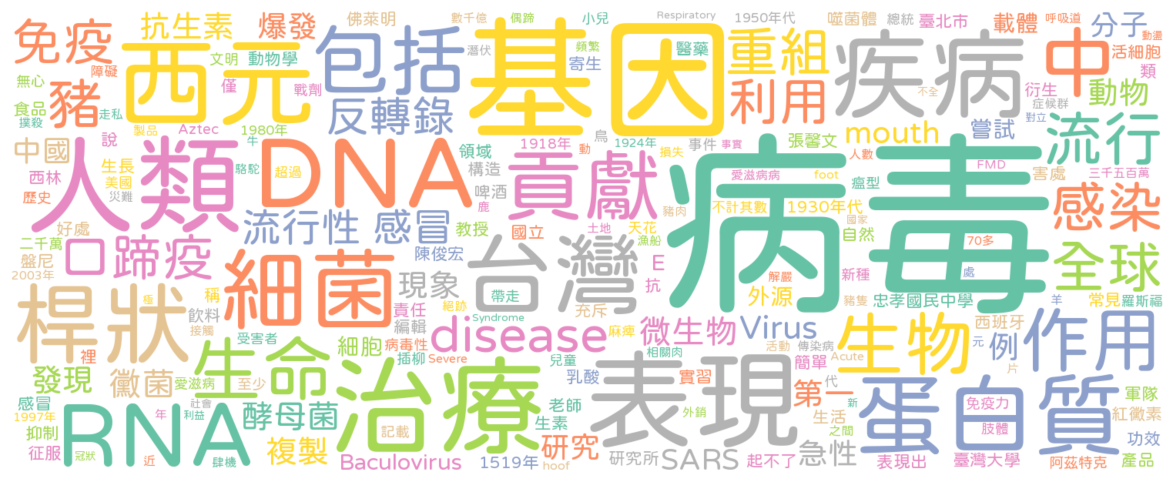 免疫
抗生素
爆發
佛萊明
數千億
偶蹄
小兒
Respiratory
1950年代
噬菌體
總統
臺北市
載體
呼吸道
分子
西元
包括
基因
潛伏
頻繁
寄生
醫藥
重組
疾病
中
動物遷
活細胞
文明
動物學
障礙
無心
豬
僅
戰劑
反轉錄
利用
不全
衍生
類
動物
症候群
食品
撲殺
走私
製品
Aztec
1980年
牛
1918年
動
鳥
1924年
事件
事實
張馨文
mouth
嘗試
對立
流行
中國
說
人類
DNA
駱駝
超過
領域
構造
貢獻
損失
人數
FMD
害處
三千五百萬
西林
生長
美國
災難
歷史
啤酒
鹿
愛滋病病
foot
瘟型
病毒
感染
豬肉
不計其數
1930年代
國家
好處
流行性
感冒
教授
國立
土地
天花
漁船
自然
二千萬
口蹄疫
陳俊宏
台灣
E
70多
全球
盤尼
2003年
細菌
現象
帶走
抗
解嚴
新種
處
桿狀
極
稱
責任
絕跡
充斥
外源
豬隻
忠孝國民中學
羊
常見
羅斯福
飲料
接觸
編輯
Syndrome
麻痺
微生物
Virus
生物
西班牙
作用
裡
受害者
細胞
病毒性
disease
相關肉
活動
傳染病
例
元
片
發現
黴菌
生命
插柳
Severe
兒童
簡單
Acute
愛滋病
至少
治療
乳酸
實習
表現
第一
代
蛋白質
軍隊
感冒
1997年
社會
利益
酵母菌
老師
外銷
生活
新
免疫力
紅黴素
抑制
RNA
年
記載
生素
之間
肢體
功效
征服
冠狀
近
肆機
複製
Baculovirus
1519年
研究
hoof
研究所
SARS
起不了
急性
表現出
臺灣大學
阿茲特克
產品